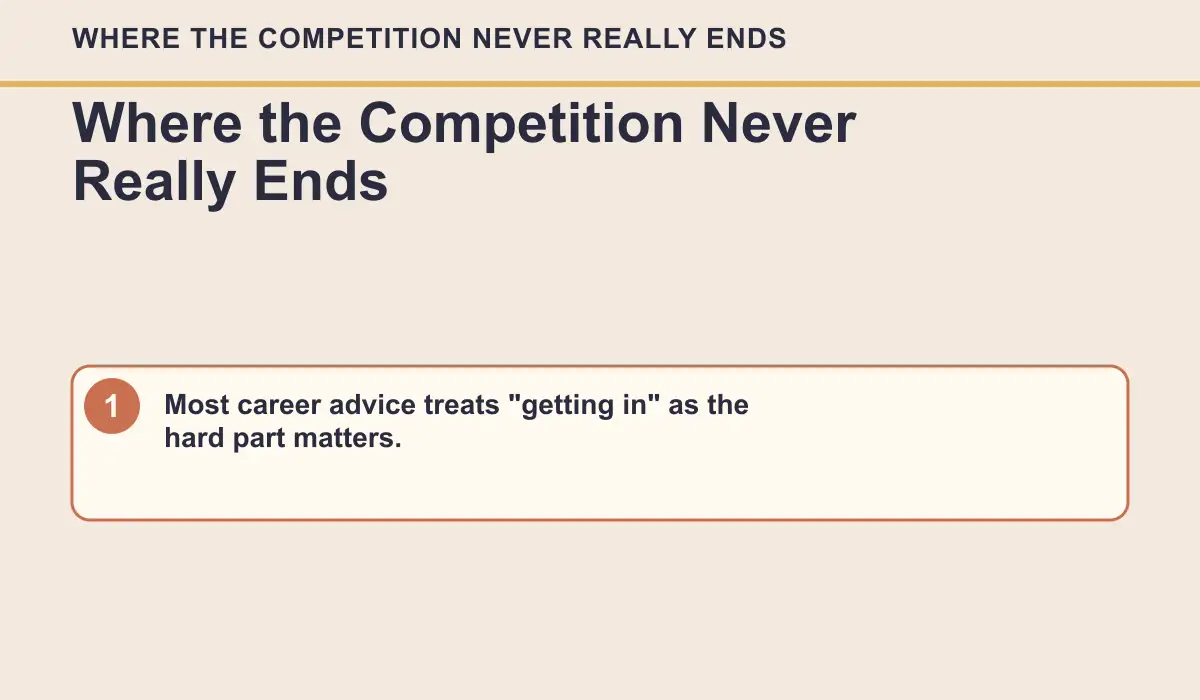 WHERE THE COMPETITION NEVER REALLY ENDS
Where the Competition Never
Really Ends
1
Most career advice treats "getting in" as the
hard part matters.